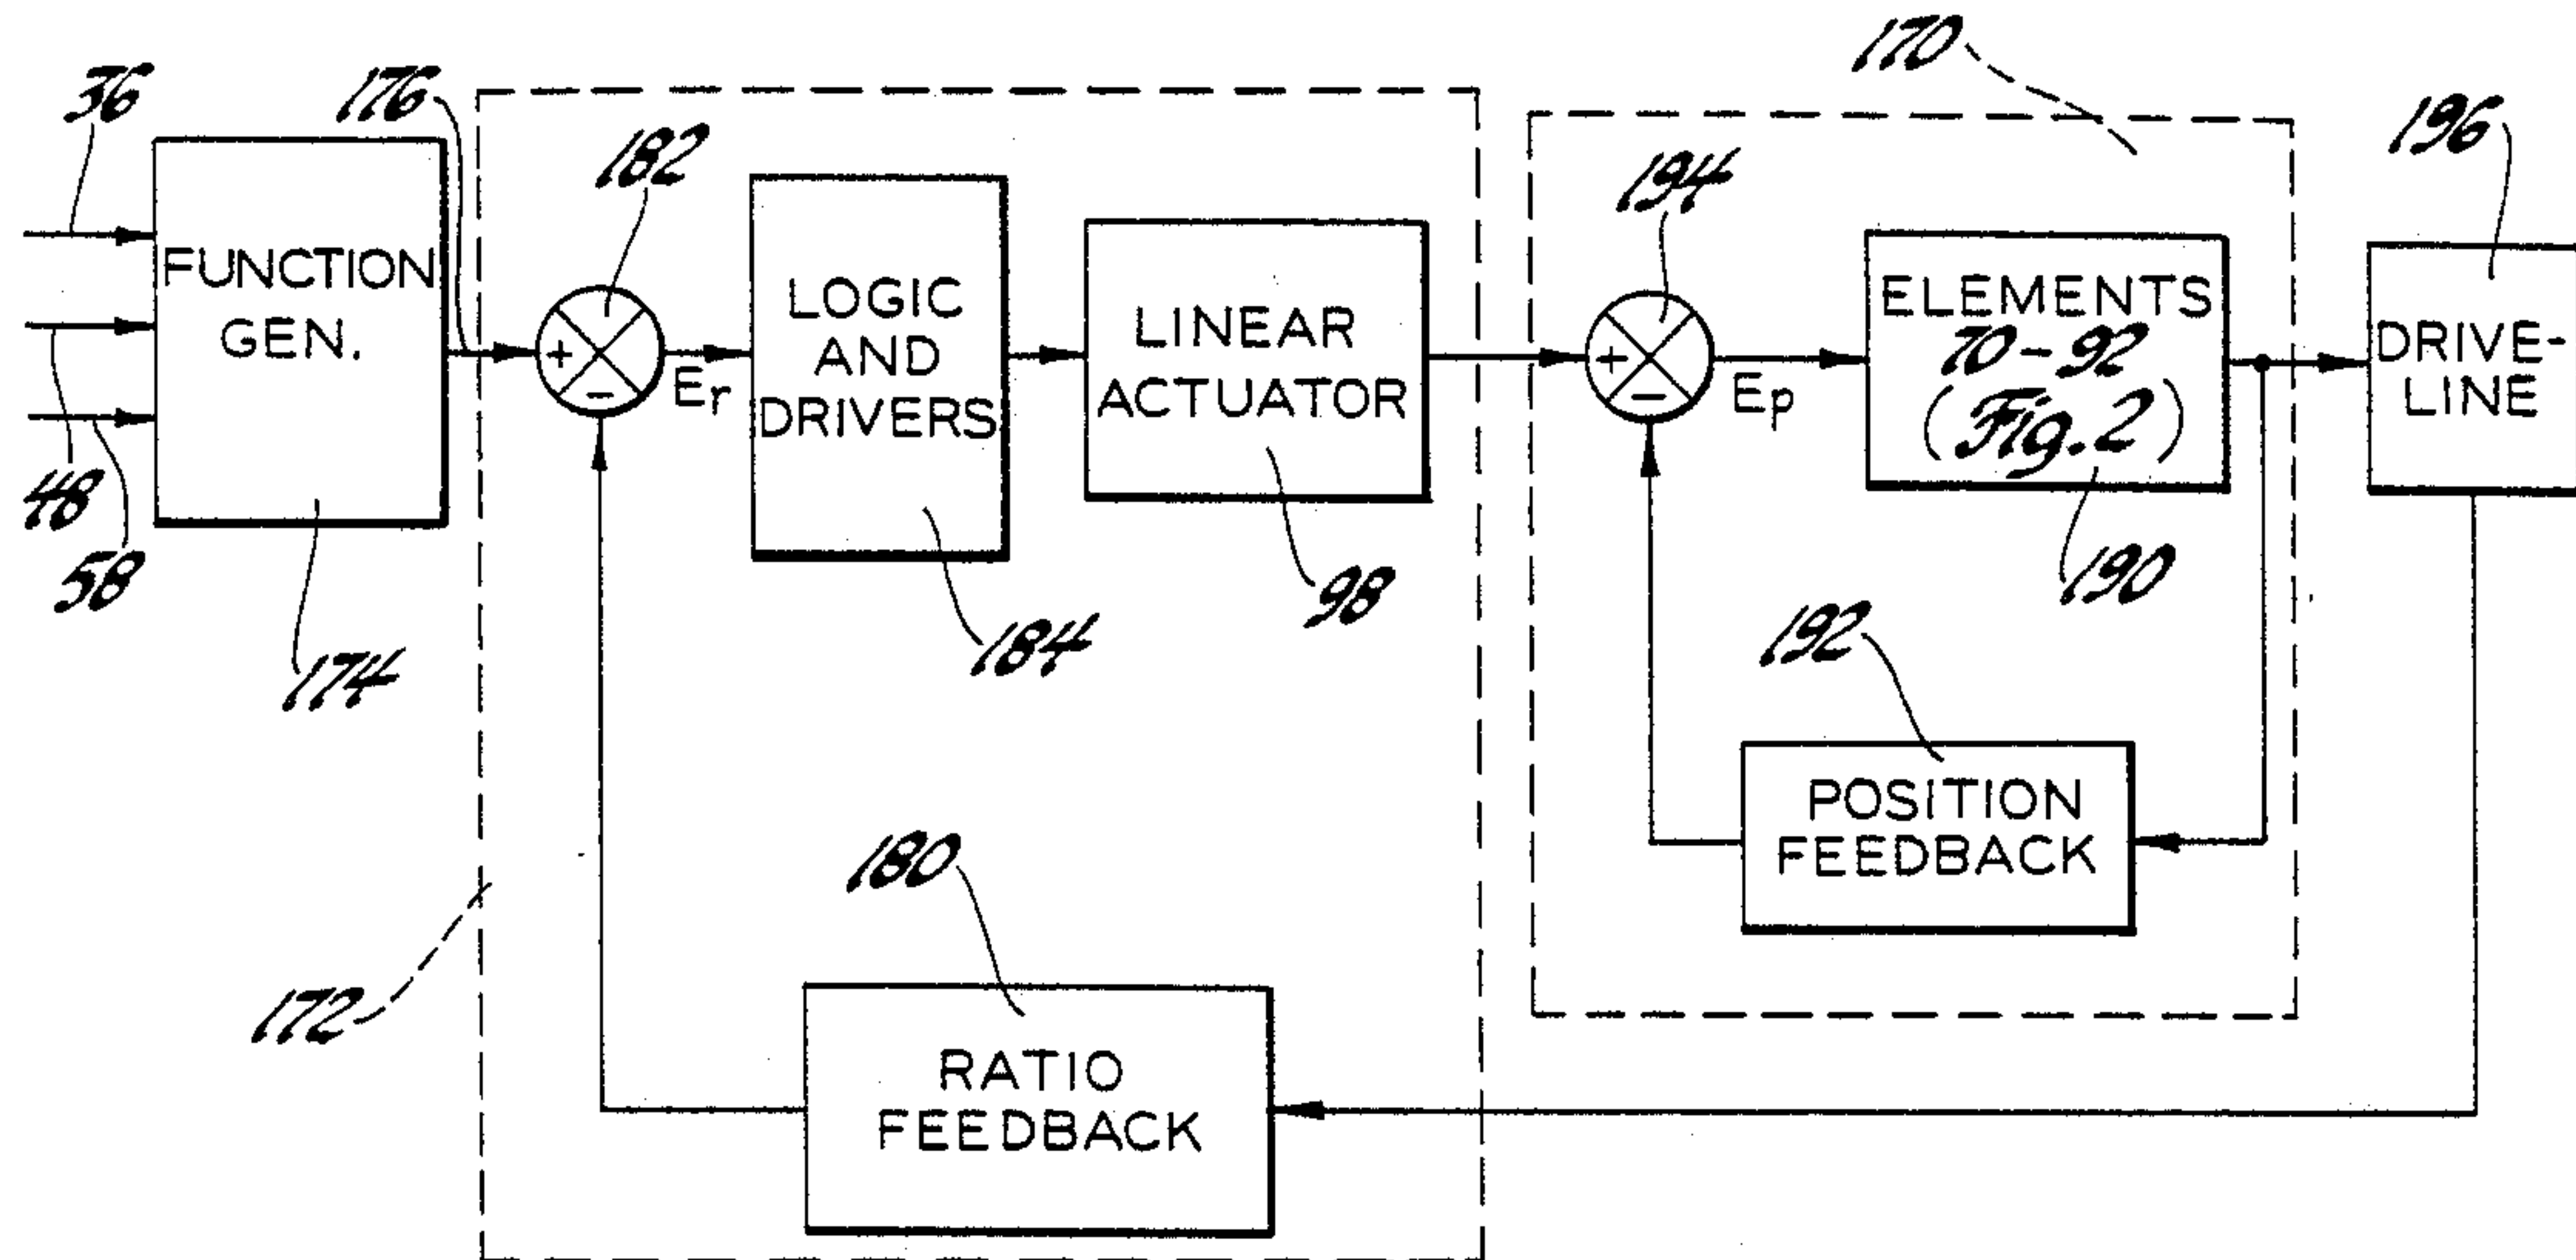 36
176
182
170
196
194
FUNCTION
GEN.
+
-
Er
LOGIC
AND
DRIVERS
LINEAR
ACTUATOR
+
-
Ep
ELEMENTS
70-92
(Fig. 2)
DRIVE-
LINE
48
58
174
184
98
190
192
POSITION
FEEDBACK
180
172
RATIO
FEEDBACK